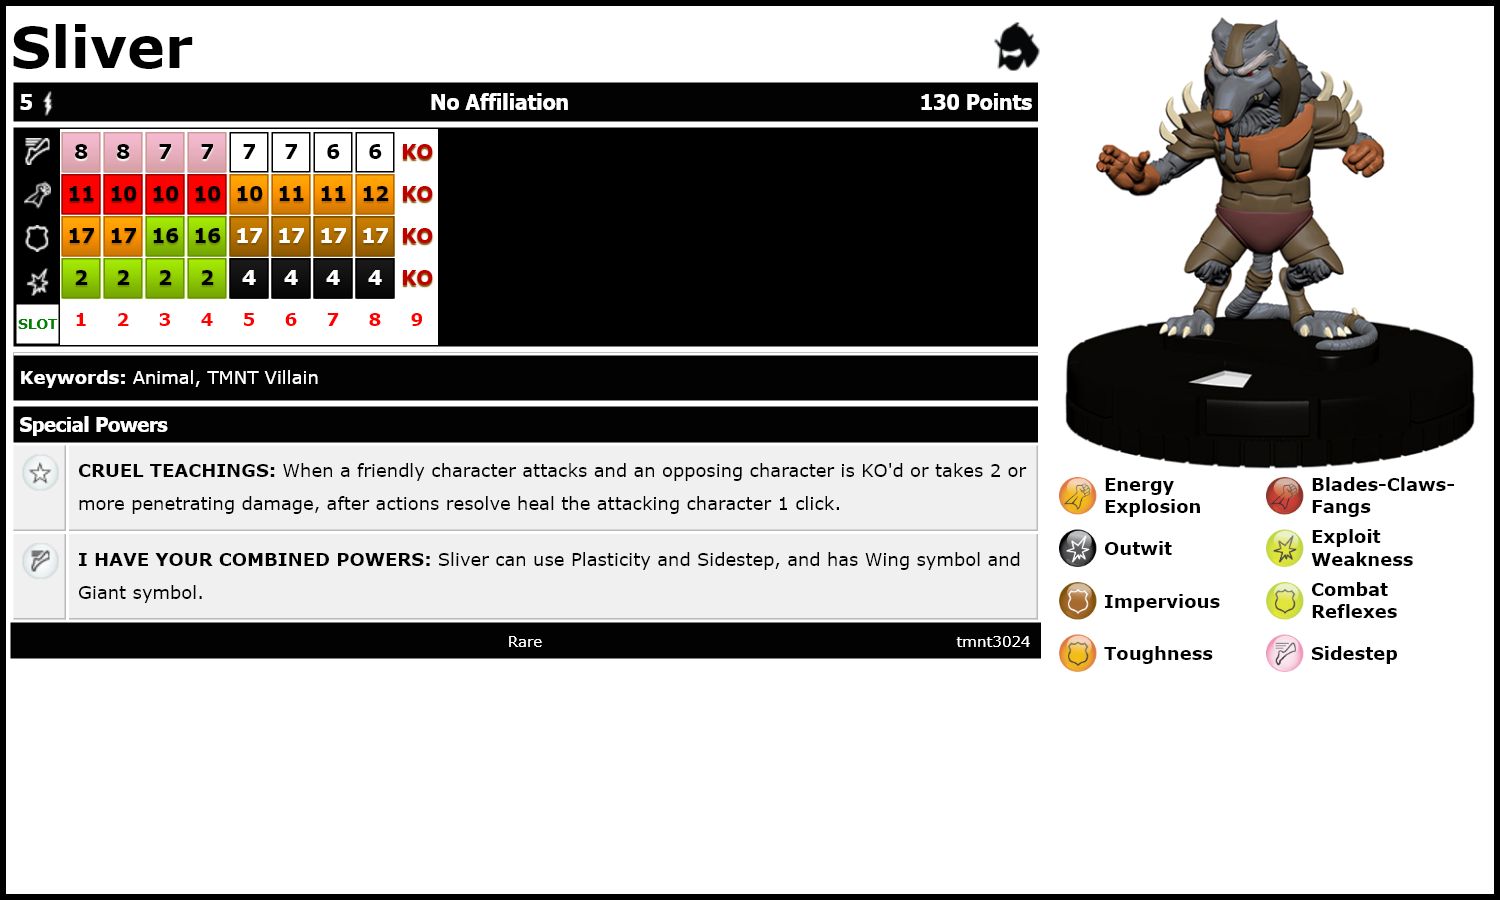 Sliver
5 No Affiliation 130 Points
8 8 7 7 7 7 6 6 KO
11 10 10 10 10 11 11 12 KO
17 17 16 16 17 17 17 17 KO
2 2 2 2 4 4 4 4 KO
SLOT 1 2 3 4 5 6 7 8 9
Keywords: Animal, TMNT Villain
Special Powers
CRUEL TEACHINGS: When a friendly character attacks and an opposing character is KO'd or takes 2 or
more penetrating damage, after actions resolve heal the attacking character 1 click.
I HAVE YOUR COMBINED POWERS: Sliver can use Plasticity and Sidestep, and has Wing symbol and
Giant symbol.
Rare tmnt3024
Energy
Explosion
Blades-Claws-
Fangs
Outwit
Exploit
Weakness
Impervious
Combat
Reflexes
Toughness
Sidestep